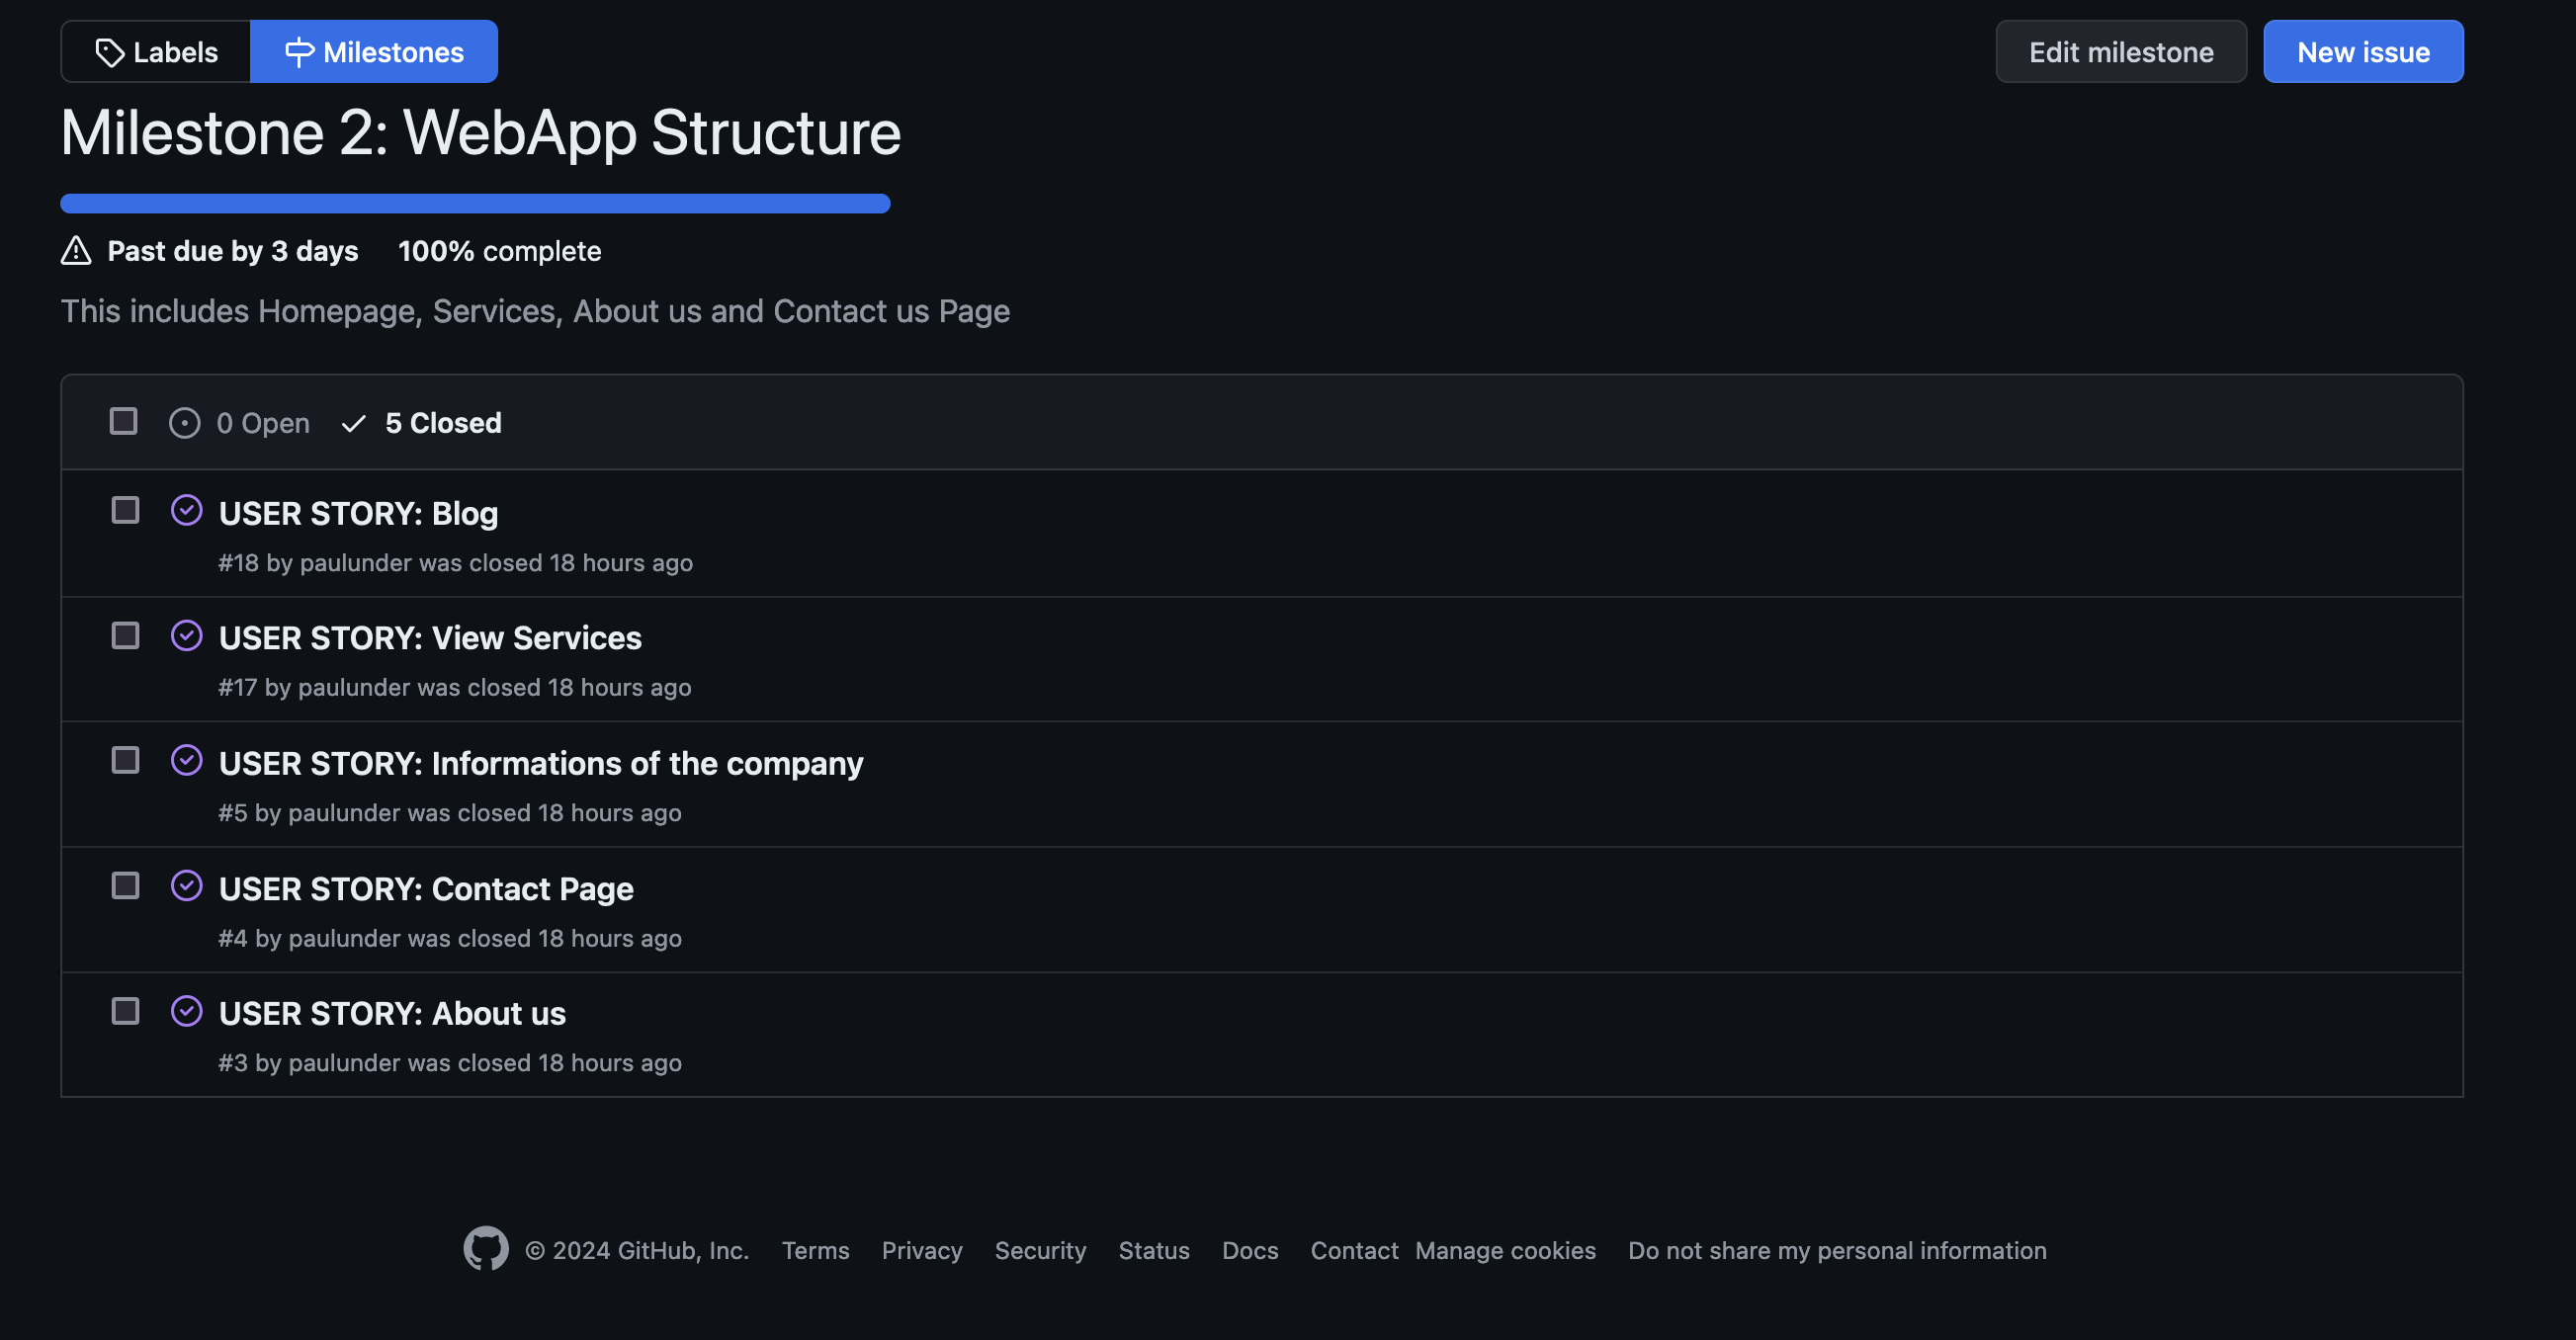 Labels Milestones Edit milestone New issue
Milestone 2: WebApp Structure
Past due by 3 days 100% complete
This includes Homepage, Services, About us and Contact us Page
0 Open 5 Closed
USER STORY: Blog
#18 by paulunder was closed 18 hours ago
USER STORY: View Services
#17 by paulunder was closed 18 hours ago
USER STORY: Informations of the company
#5 by paulunder was closed 18 hours ago
USER STORY: Contact Page
#4 by paulunder was closed 18 hours ago
USER STORY: About us
#3 by paulunder was closed 18 hours ago
© 2024 GitHub, Inc. Terms Privacy Security Status Docs Contact Manage cookies Do not share my personal information